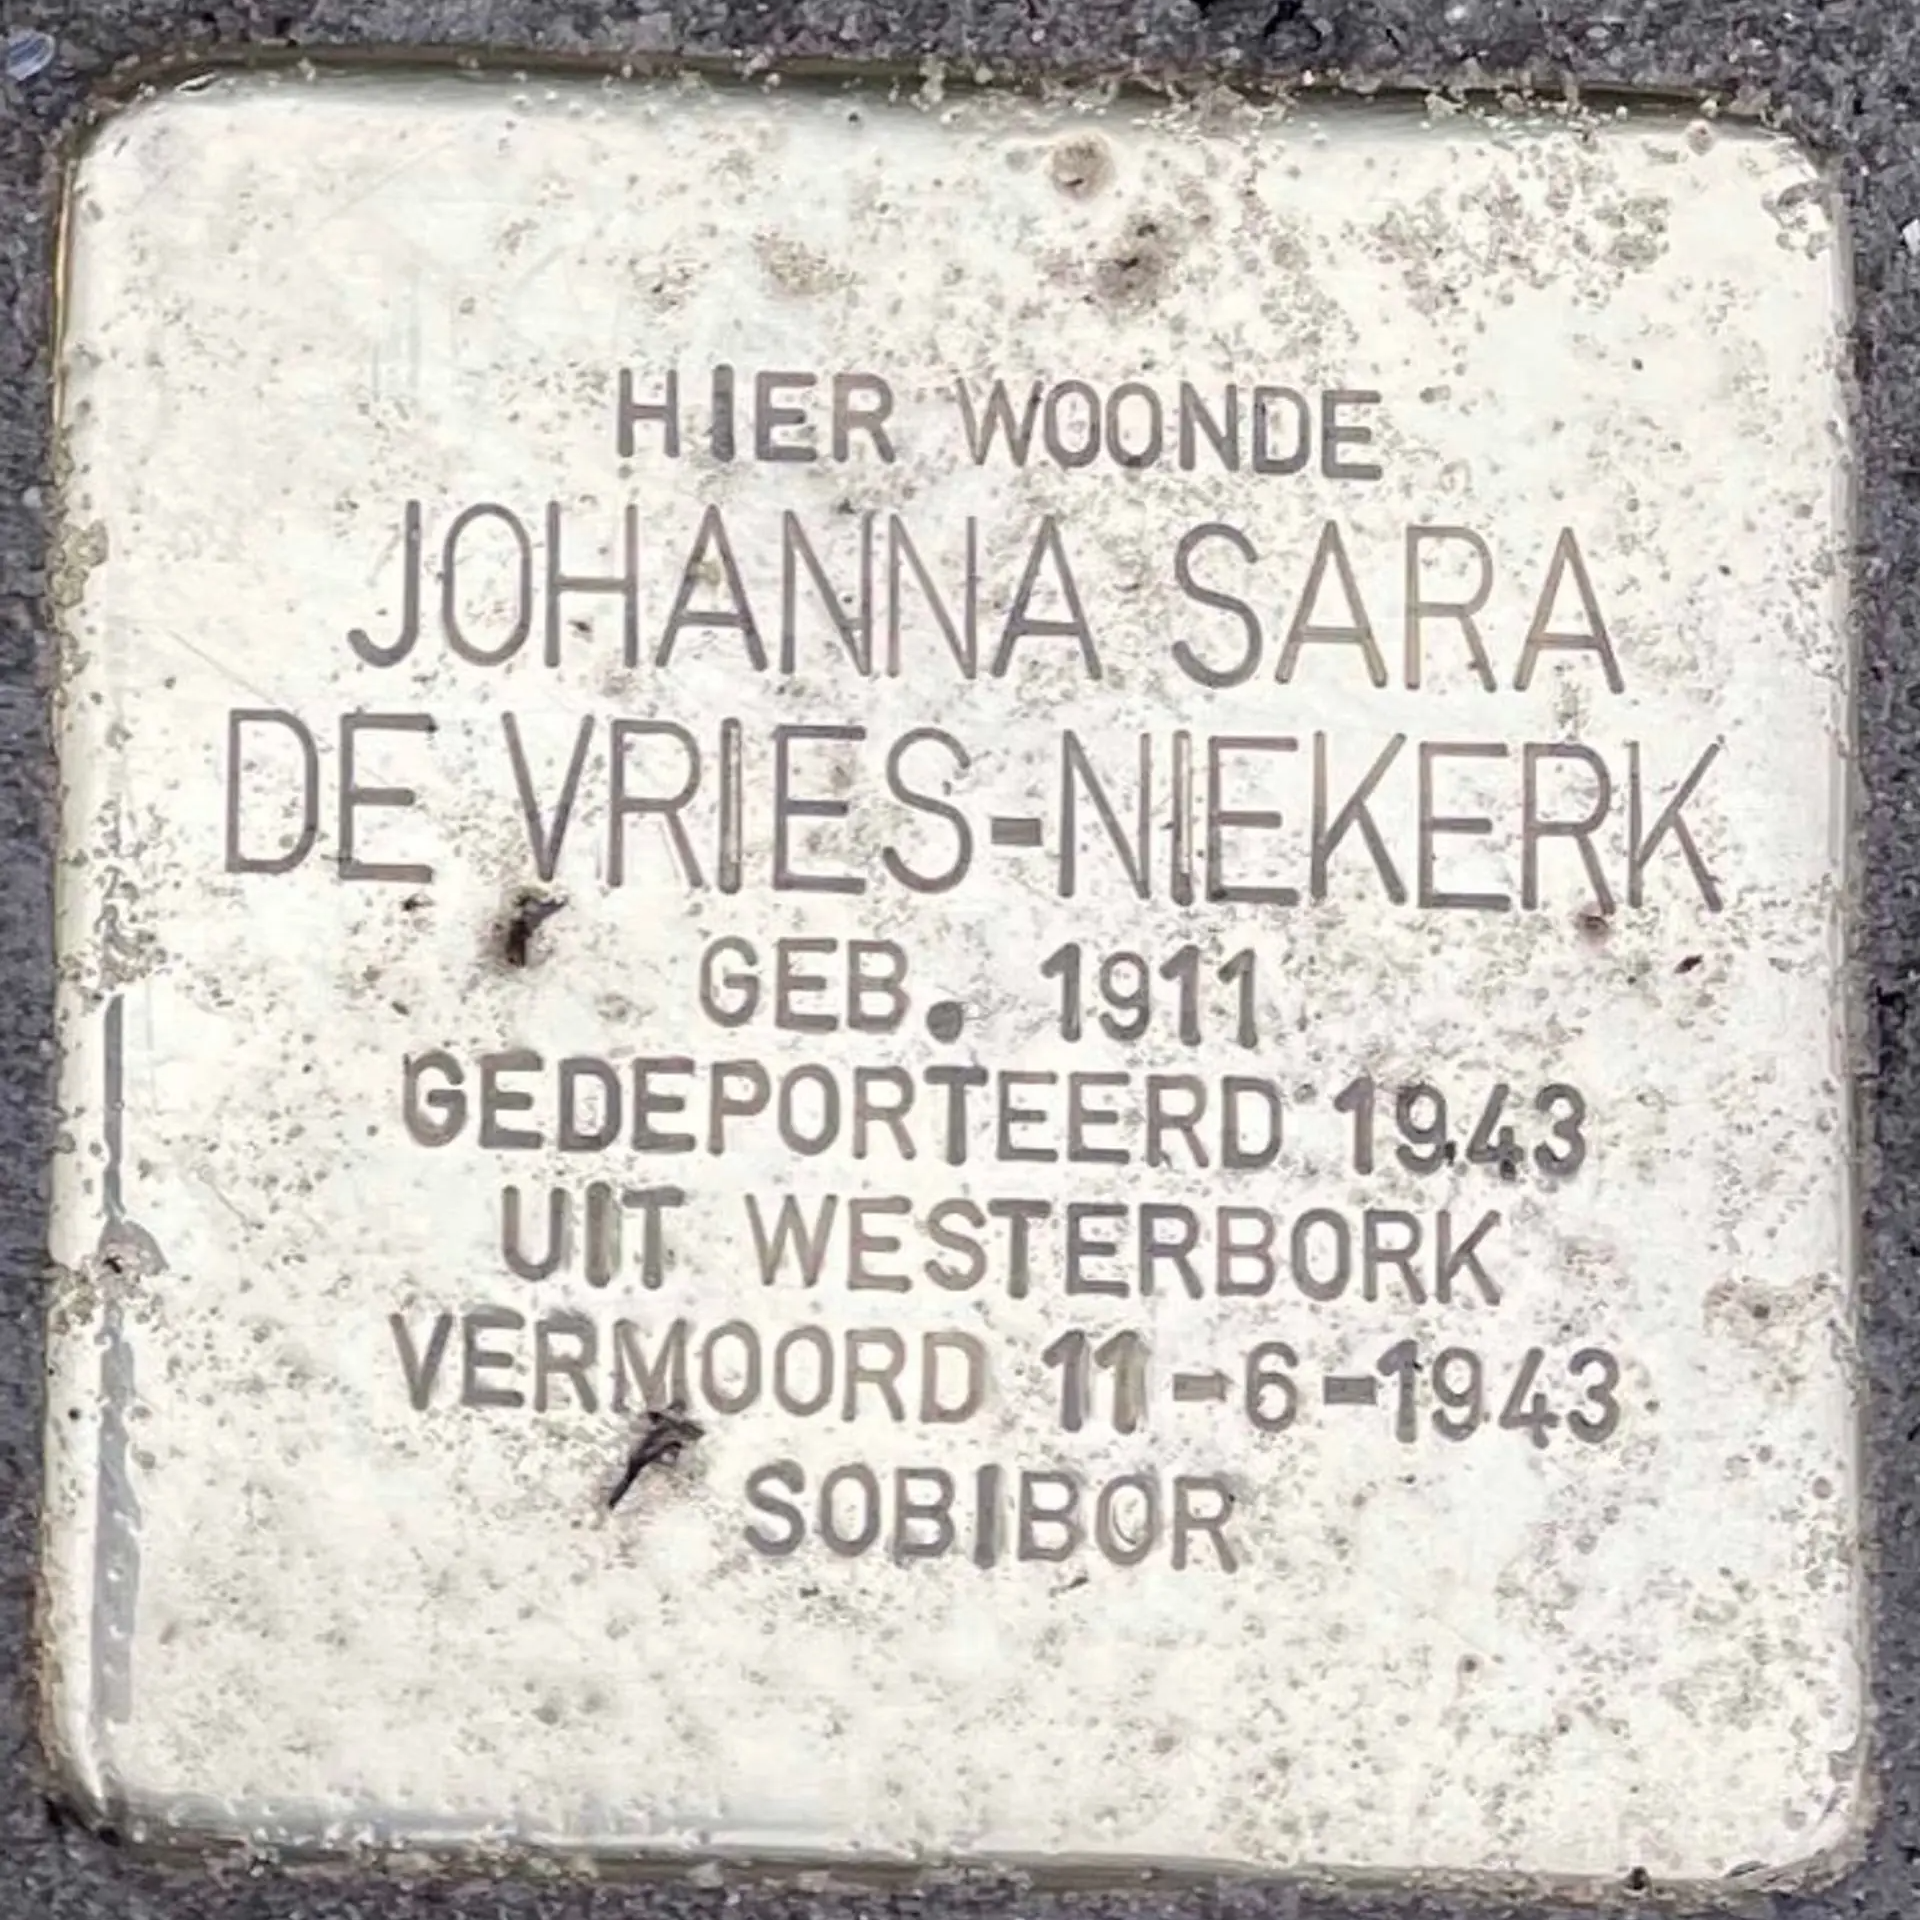 HIER WOONDE
JOHANNA SARA
DE VRIES-NIEKERK
GEB. 1911
GEDEPORTEERD 1943
UIT WESTERBORK
VERMOORD 11-6-1943
SOBIBOR